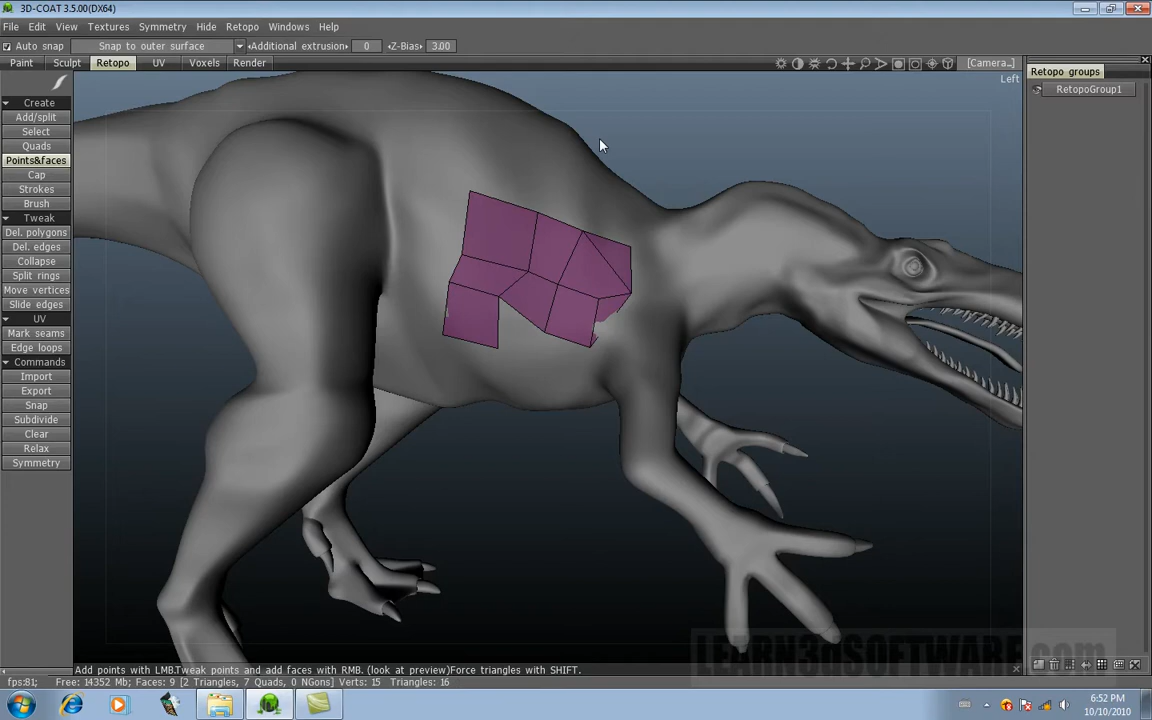 3D-COAT 3.5.00(DX64)
File Edit View Textures Symmetry Hide Retopo Windows Help
Auto snap Snap to outer surface Additional extrusion 0 Z-Bias 3.00
Paint Sculpt Retopo UV Voxels Render [Camera...]
Left
Retopo groups
RetopoGroup1
Create
Add/split
Select
Quads
Points&faces
Cap
Strokes
Brush
Tweak
Del. polygons
Del. edges
Collapse
Split rings
Move vertices
Slide edges
UV
Mark seams
Edge loops
Commands
Import
Export
Snap
Subdivide
Clear
Relax
Symmetry
LEARN3DSOFTWARE.com
Add points with LMB.Tweak points and add faces with RMB. (look at preview)Force triangles with SHIFT.
fps:81; Free: 14352 Mb; Faces: 9 [2 Triangles, 7 Quads, 0 NGons] Verts: 15 Triangles: 16
6:52 PM
10/10/2010